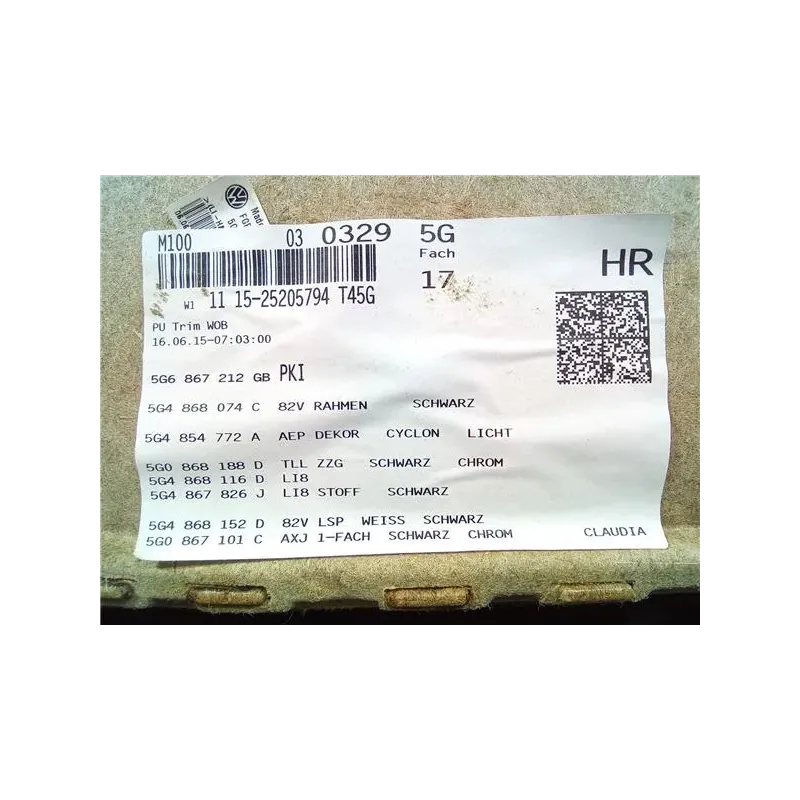 Made
FGF
5G
M100 03 0329 5G
Fach
17
HR
W1 11 15-25205794 T45G
PU Trim WOB
16.06.15-07:03:00
5G6 867 212 GB PKI
5G4 868 074 C 82V RAHMEN SCHWARZ
5G4 854 772 A AEP DEKOR CYCLON LICHT
5G0 868 188 D TLL ZZG SCHWARZ CHROM
5G4 868 116 D LI8
5G4 867 826 J LI8 STOFF SCHWARZ
5G4 868 152 D 82V LSP WEISS SCHWARZ
5G0 867 101 C AXJ 1-FACH SCHWARZ CHROM
CLAUDIA